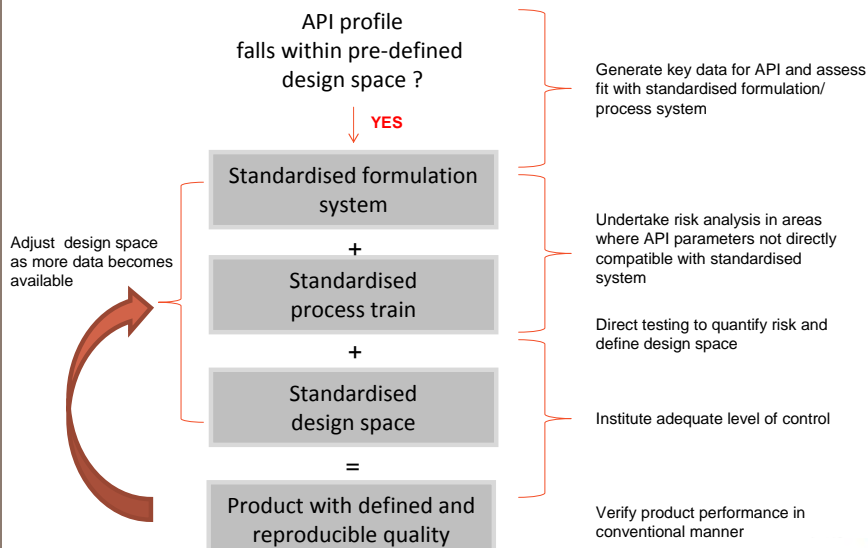 API profile
falls within pre-defined
design space ?
YES
Standardised formulation
system
+
Standardised
process train
+
Standardised
design space
=
Product with defined and
reproducible quality
Adjust design space
as more data becomes
available
Generate key data for API and assess
fit with standardised formulation/
process system
Undertake risk analysis in areas
where API parameters not directly
compatible with standardised
system
Direct testing to quantify risk and
define design space
Institute adequate level of control
Verify product performance in
conventional manner